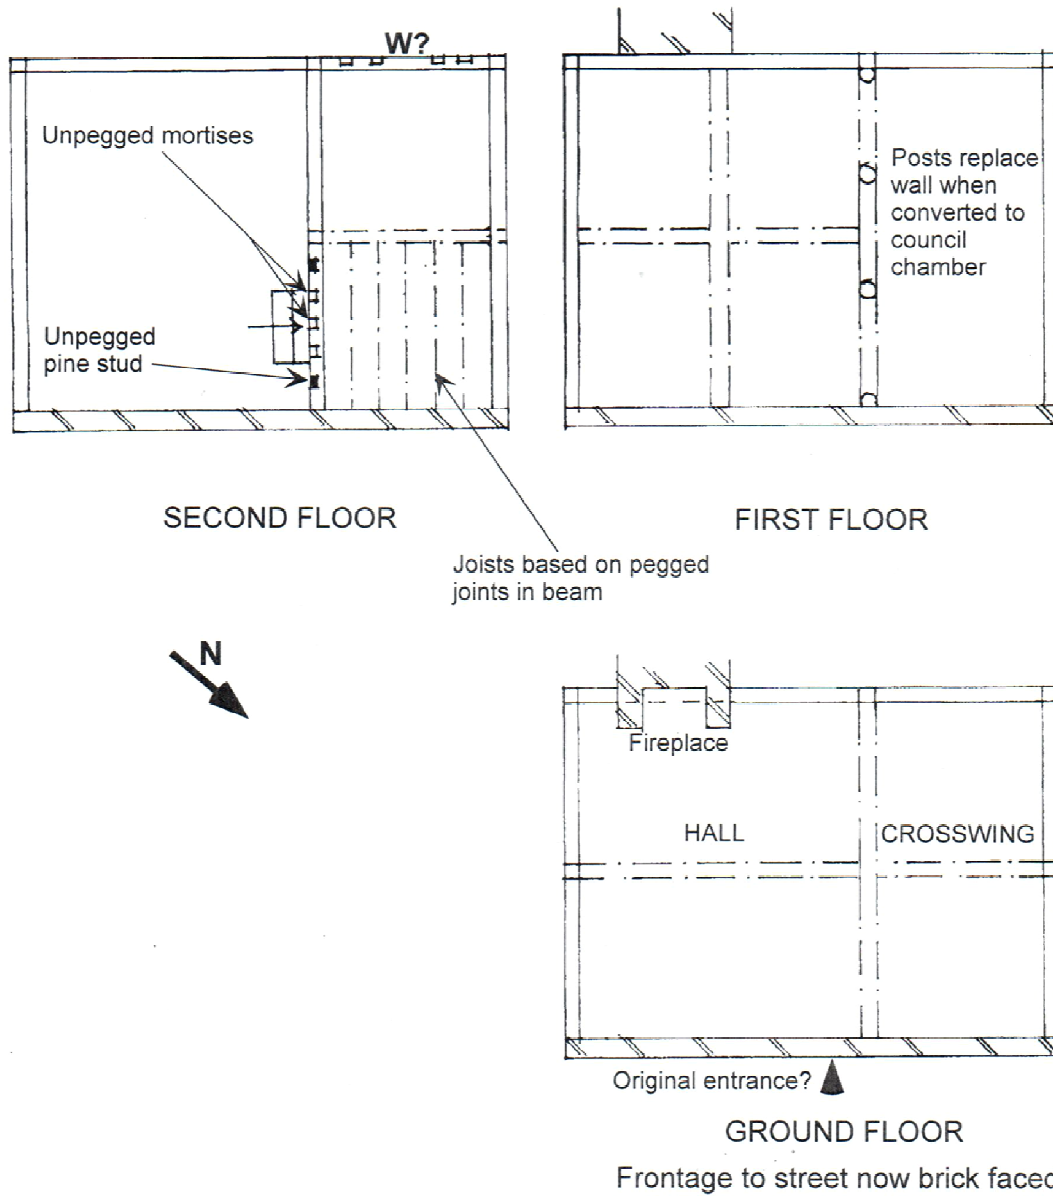 W?
Unpegged mortises
Unpegged
pine stud
SECOND FLOOR
Posts replace
wall when
converted to
council
chamber
FIRST FLOOR
Joists based on pegged
joints in beam
N
Fireplace
HALL
CROSSWING
Original entrance?
GROUND FLOOR
Frontage to street now brick faced